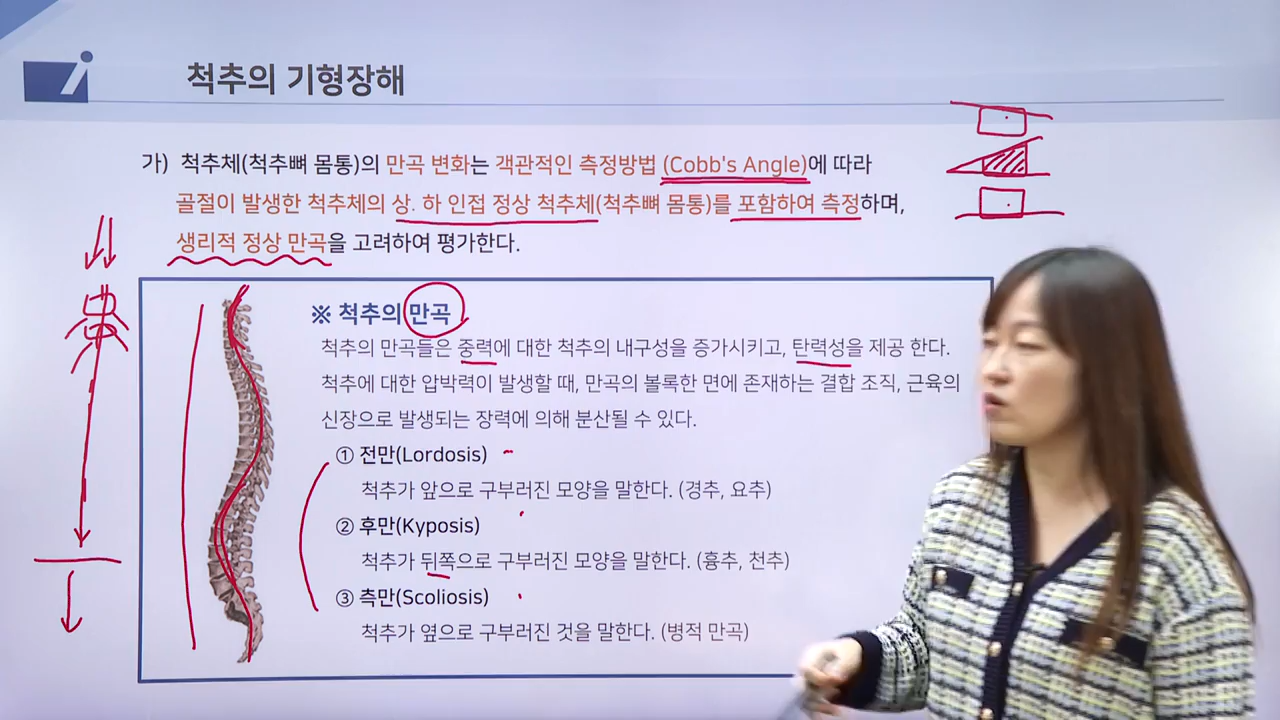 척추의 기형장해
가) 척추체(척추뼈 몸통)의 만곡 변화는 객관적인 측정방법 (Cobb's Angle)에 따라
골절이 발생한 척추체의 상. 하 인접 정상 척추체(척추뼈 몸통)를 포함하여 측정하며,
생리적 정상 만곡을 고려하여 평가한다.
※ 척추의 만곡
척추의 만곡들은 중력에 대한 척추의 내구성을 증가시키고, 탄력성을 제공 한다.
척추에 대한 압박력이 발생할 때, 만곡의 볼록한 면에 존재하는 결합 조직, 근육의
신장으로 발생되는 장력에 의해 분산될 수 있다.
① 전만(Lordosis)
척추가 앞으로 구부러진 모양을 말한다. (경추, 요추)
② 후만(Kyposis)
척추가 뒤쪽으로 구부러진 모양을 말한다. (흉추, 천추)
③ 측만(Scoliosis)
척추가 옆으로 구부러진 것을 말한다. (병적 만곡)